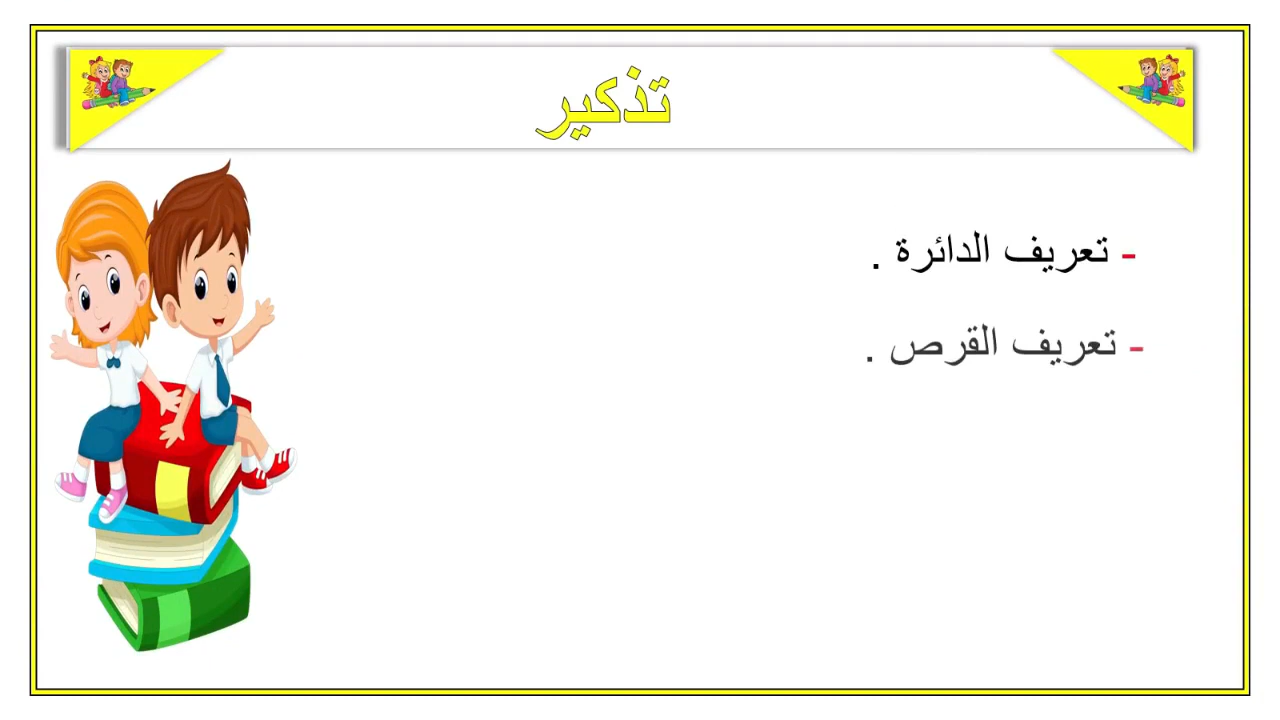 تذكير
- تعريف الدائرة .
- تعريف القرص .